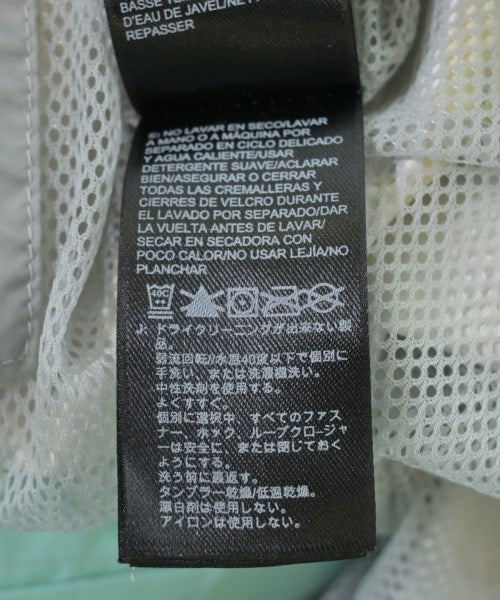 BASSE TE
D'EAU DE JAVEL/NE
REPASSER
E: NO LAVAR EN SECO/LAVAR
A MANO O A MÁQUINA POR
SEPARADO EN CICLO DELICADO
Y AGUA CALIENTE/USAR
DETERGENTE SUAVE/ACLARAR
BIEN/ASEGURAR O CERRAR
TODAS LAS CREMALLERAS Y
CIERRES DE VELCRO DURANTE
EL LAVADO POR SEPARADO/DAR
LA VUELTA ANTES DE LAVAR/
SECAR EN SECADORA CON
POCO CALOR/NO USAR LEJÍA/NO
PLANCHAR
40C
J: ドライクリーニングが出来ない製
品。
弱流回転//水温40度以下で個別に
手洗い、または洗濯機洗い。
中性洗剤を使用する。
よくすすぐ。
個別に選択中、すべてのファス
ナー、ホック、ループクロージャ
ーは安全に、または閉じておく
ようにする。
洗う前に裏返す。
タンブラー乾燥/低温乾燥。
漂白剤は使用しない。
アイロンは使用しない。